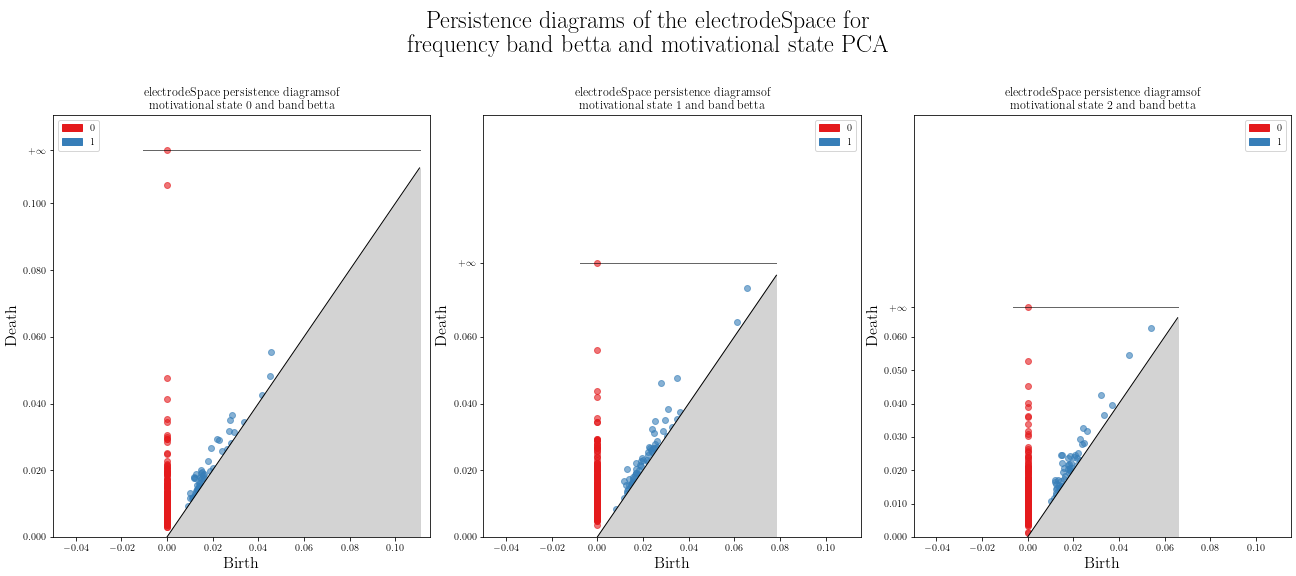 Persistence diagrams of the electrodeSpace for
frequency band betta and motivational state PCA
electrodeSpace persistence diagramsof
motivational state 0 and band betta
0
1
+∞
0.100
0.080
0.060
0.040
0.020
0.000
Death
−0.04 −0.02 0.00 0.02 0.04 0.06 0.08 0.10
Birth
electrodeSpace persistence diagramsof
motivational state 1 and band betta
0
1
+∞
0.060
0.040
0.020
0.000
Death
−0.04 −0.02 0.00 0.02 0.04 0.06 0.08 0.10
Birth
electrodeSpace persistence diagramsof
motivational state 2 and band betta
0
1
+∞
0.060
0.050
0.040
0.030
0.020
0.010
0.000
Death
−0.04 −0.02 0.00 0.02 0.04 0.06 0.08 0.10
Birth